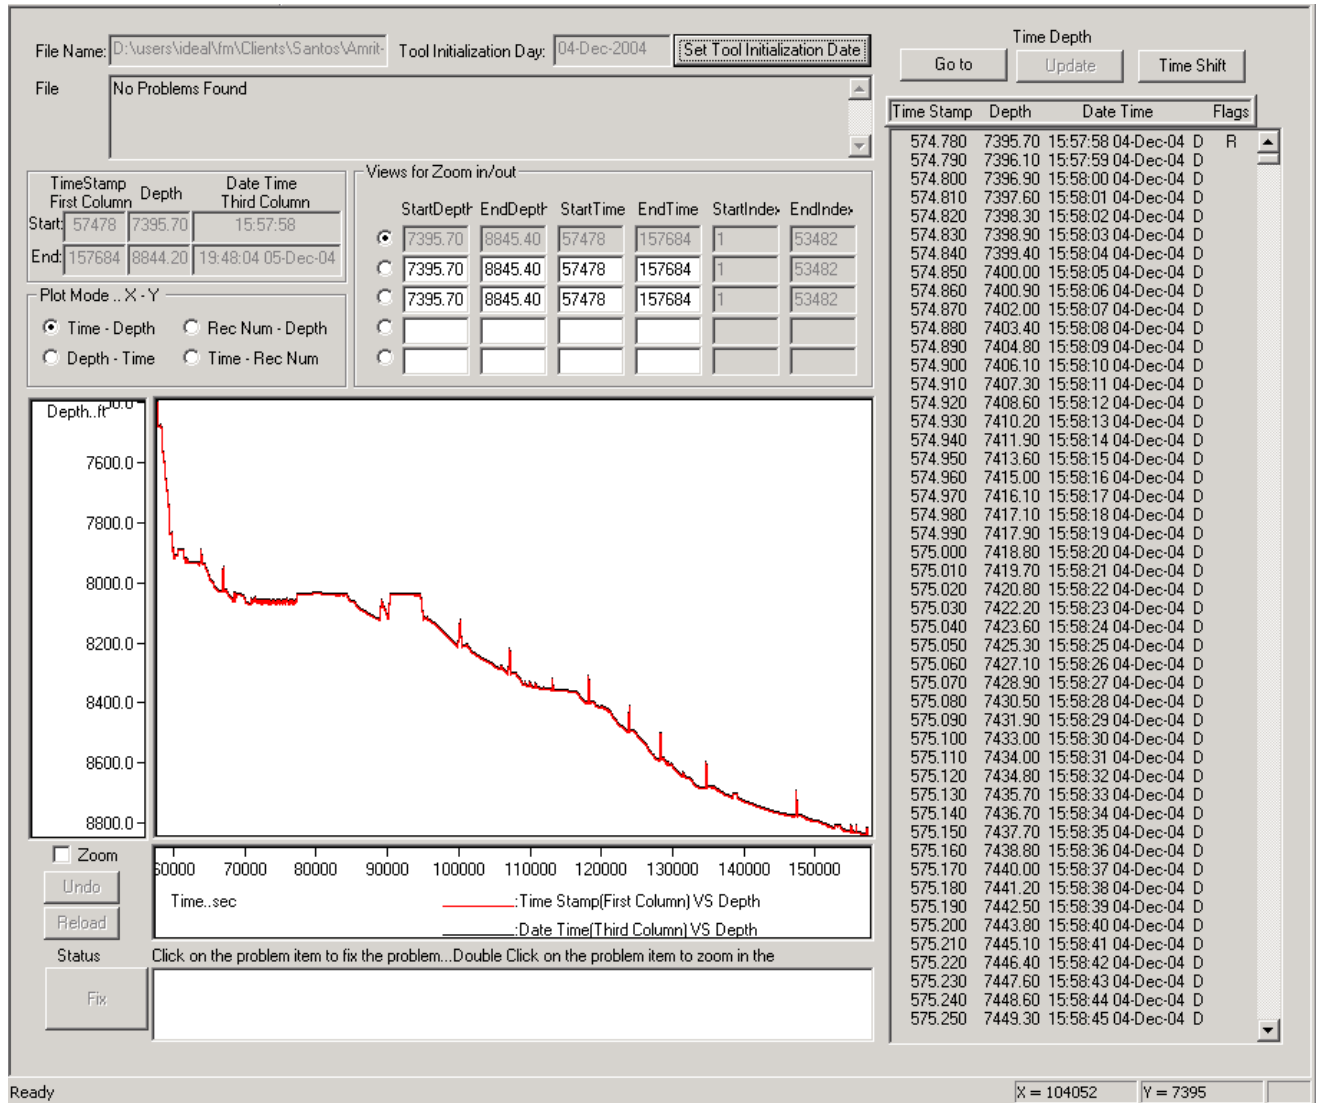 File Name: D:\users\ideal\fm\Clients\Santos\Amrit- Tool Initialization Day: 04-Dec-2004 Set Tool Initialization Date
File No Problems Found
TimeStamp First Column Depth Date Time Third Column
Start: 57478 7395.70 15:57:58
End: 157684 8844.20 19:48:04 05-Dec-04
Plot Mode .. X - Y
Time - Depth Rec Num - Depth
Depth - Time Time - Rec Num
Views for Zoom in/out
StartDepth EndDepth StartTime EndTime StartIndex EndIndex
7395.70 8845.40 57478 157684 1 53482
7395.70 8845.40 57478 157684 1 53482
7395.70 8845.40 57478 157684 1 53482
Depth..ft
7600.0
7800.0
8000.0
8200.0
8400.0
8600.0
8800.0
60000 70000 80000 90000 100000 110000 120000 130000 140000 150000
Time..sec :Time Stamp(First Column) VS Depth
:Date Time(Third Column) VS Depth
Zoom
Undo
Reload
Status Click on the problem item to fix the problem...Double Click on the problem item to zoom in the
Fix
Time Depth
Go to Update Time Shift
Time Stamp Depth Date Time Flags
574.780 7395.70 15:57:58 04-Dec-04 D R
574.790 7396.10 15:57:59 04-Dec-04 D
574.800 7396.90 15:58:00 04-Dec-04 D
574.810 7397.60 15:58:01 04-Dec-04 D
574.820 7398.30 15:58:02 04-Dec-04 D
574.830 7398.90 15:58:03 04-Dec-04 D
574.840 7399.40 15:58:04 04-Dec-04 D
574.850 7400.00 15:58:05 04-Dec-04 D
574.860 7400.90 15:58:06 04-Dec-04 D
574.870 7402.00 15:58:07 04-Dec-04 D
574.880 7403.40 15:58:08 04-Dec-04 D
574.890 7404.80 15:58:09 04-Dec-04 D
574.900 7406.10 15:58:10 04-Dec-04 D
574.910 7407.30 15:58:11 04-Dec-04 D
574.920 7408.60 15:58:12 04-Dec-04 D
574.930 7410.20 15:58:13 04-Dec-04 D
574.940 7411.90 15:58:14 04-Dec-04 D
574.950 7413.60 15:58:15 04-Dec-04 D
574.960 7415.00 15:58:16 04-Dec-04 D
574.970 7416.10 15:58:17 04-Dec-04 D
574.980 7417.10 15:58:18 04-Dec-04 D
574.990 7417.90 15:58:19 04-Dec-04 D
575.000 7418.80 15:58:20 04-Dec-04 D
575.010 7419.70 15:58:21 04-Dec-04 D
575.020 7420.80 15:58:22 04-Dec-04 D
575.030 7422.20 15:58:23 04-Dec-04 D
575.040 7423.60 15:58:24 04-Dec-04 D
575.050 7425.30 15:58:25 04-Dec-04 D
575.060 7427.10 15:58:26 04-Dec-04 D
575.070 7428.90 15:58:27 04-Dec-04 D
575.080 7430.50 15:58:28 04-Dec-04 D
575.090 7431.90 15:58:29 04-Dec-04 D
575.100 7433.00 15:58:30 04-Dec-04 D
575.110 7434.00 15:58:31 04-Dec-04 D
575.120 7434.80 15:58:32 04-Dec-04 D
575.130 7435.70 15:58:33 04-Dec-04 D
575.140 7436.70 15:58:34 04-Dec-04 D
575.150 7437.70 15:58:35 04-Dec-04 D
575.160 7438.80 15:58:36 04-Dec-04 D
575.170 7440.00 15:58:37 04-Dec-04 D
575.180 7441.20 15:58:38 04-Dec-04 D
575.190 7442.50 15:58:39 04-Dec-04 D
575.200 7443.80 15:58:40 04-Dec-04 D
575.210 7445.10 15:58:41 04-Dec-04 D
575.220 7446.40 15:58:42 04-Dec-04 D
575.230 7447.60 15:58:43 04-Dec-04 D
575.240 7448.60 15:58:44 04-Dec-04 D
575.250 7449.30 15:58:45 04-Dec-04 D
Ready X = 104052 Y = 7395